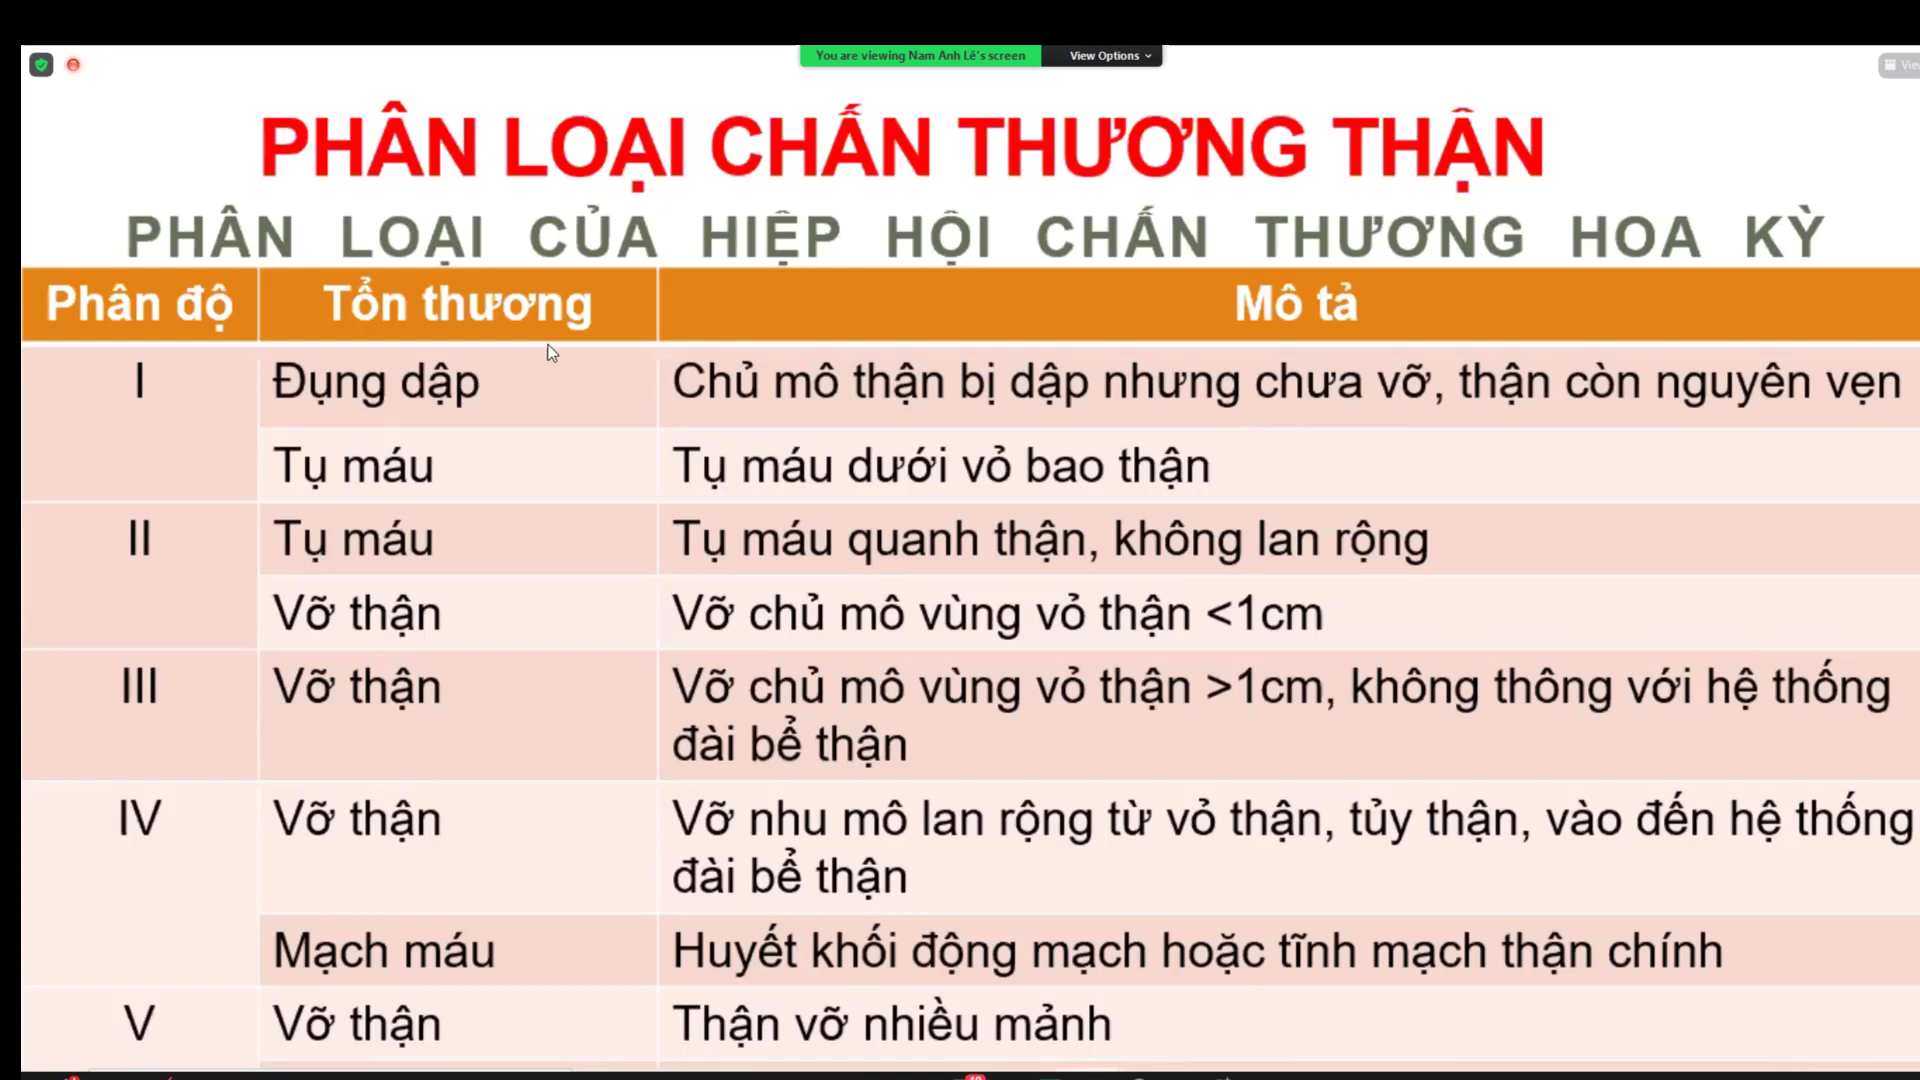 You are viewing Nam Anh Lê's screen View Options
PHÂN LOẠI CHẤN THƯƠNG THẬN
PHÂN LOẠI CỦA HIỆP HỘI CHẤN THƯƠNG HOA KỲ
Phân độ Tổn thương Mô tả
I Đụng dập Chủ mô thận bị dập nhưng chưa vỡ, thận còn nguyên vẹn
Tụ máu Tụ máu dưới vỏ bao thận
II Tụ máu Tụ máu quanh thận, không lan rộng
Vỡ thận Vỡ chủ mô vùng vỏ thận <1cm
III Vỡ thận Vỡ chủ mô vùng vỏ thận >1cm, không thông với hệ thống
đài bể thận
IV Vỡ thận Vỡ nhu mô lan rộng từ vỏ thận, tủy thận, vào đến hệ thống
đài bể thận
Mạch máu Huyết khối động mạch hoặc tĩnh mạch thận chính
V Vỡ thận Thận vỡ nhiều mảnh